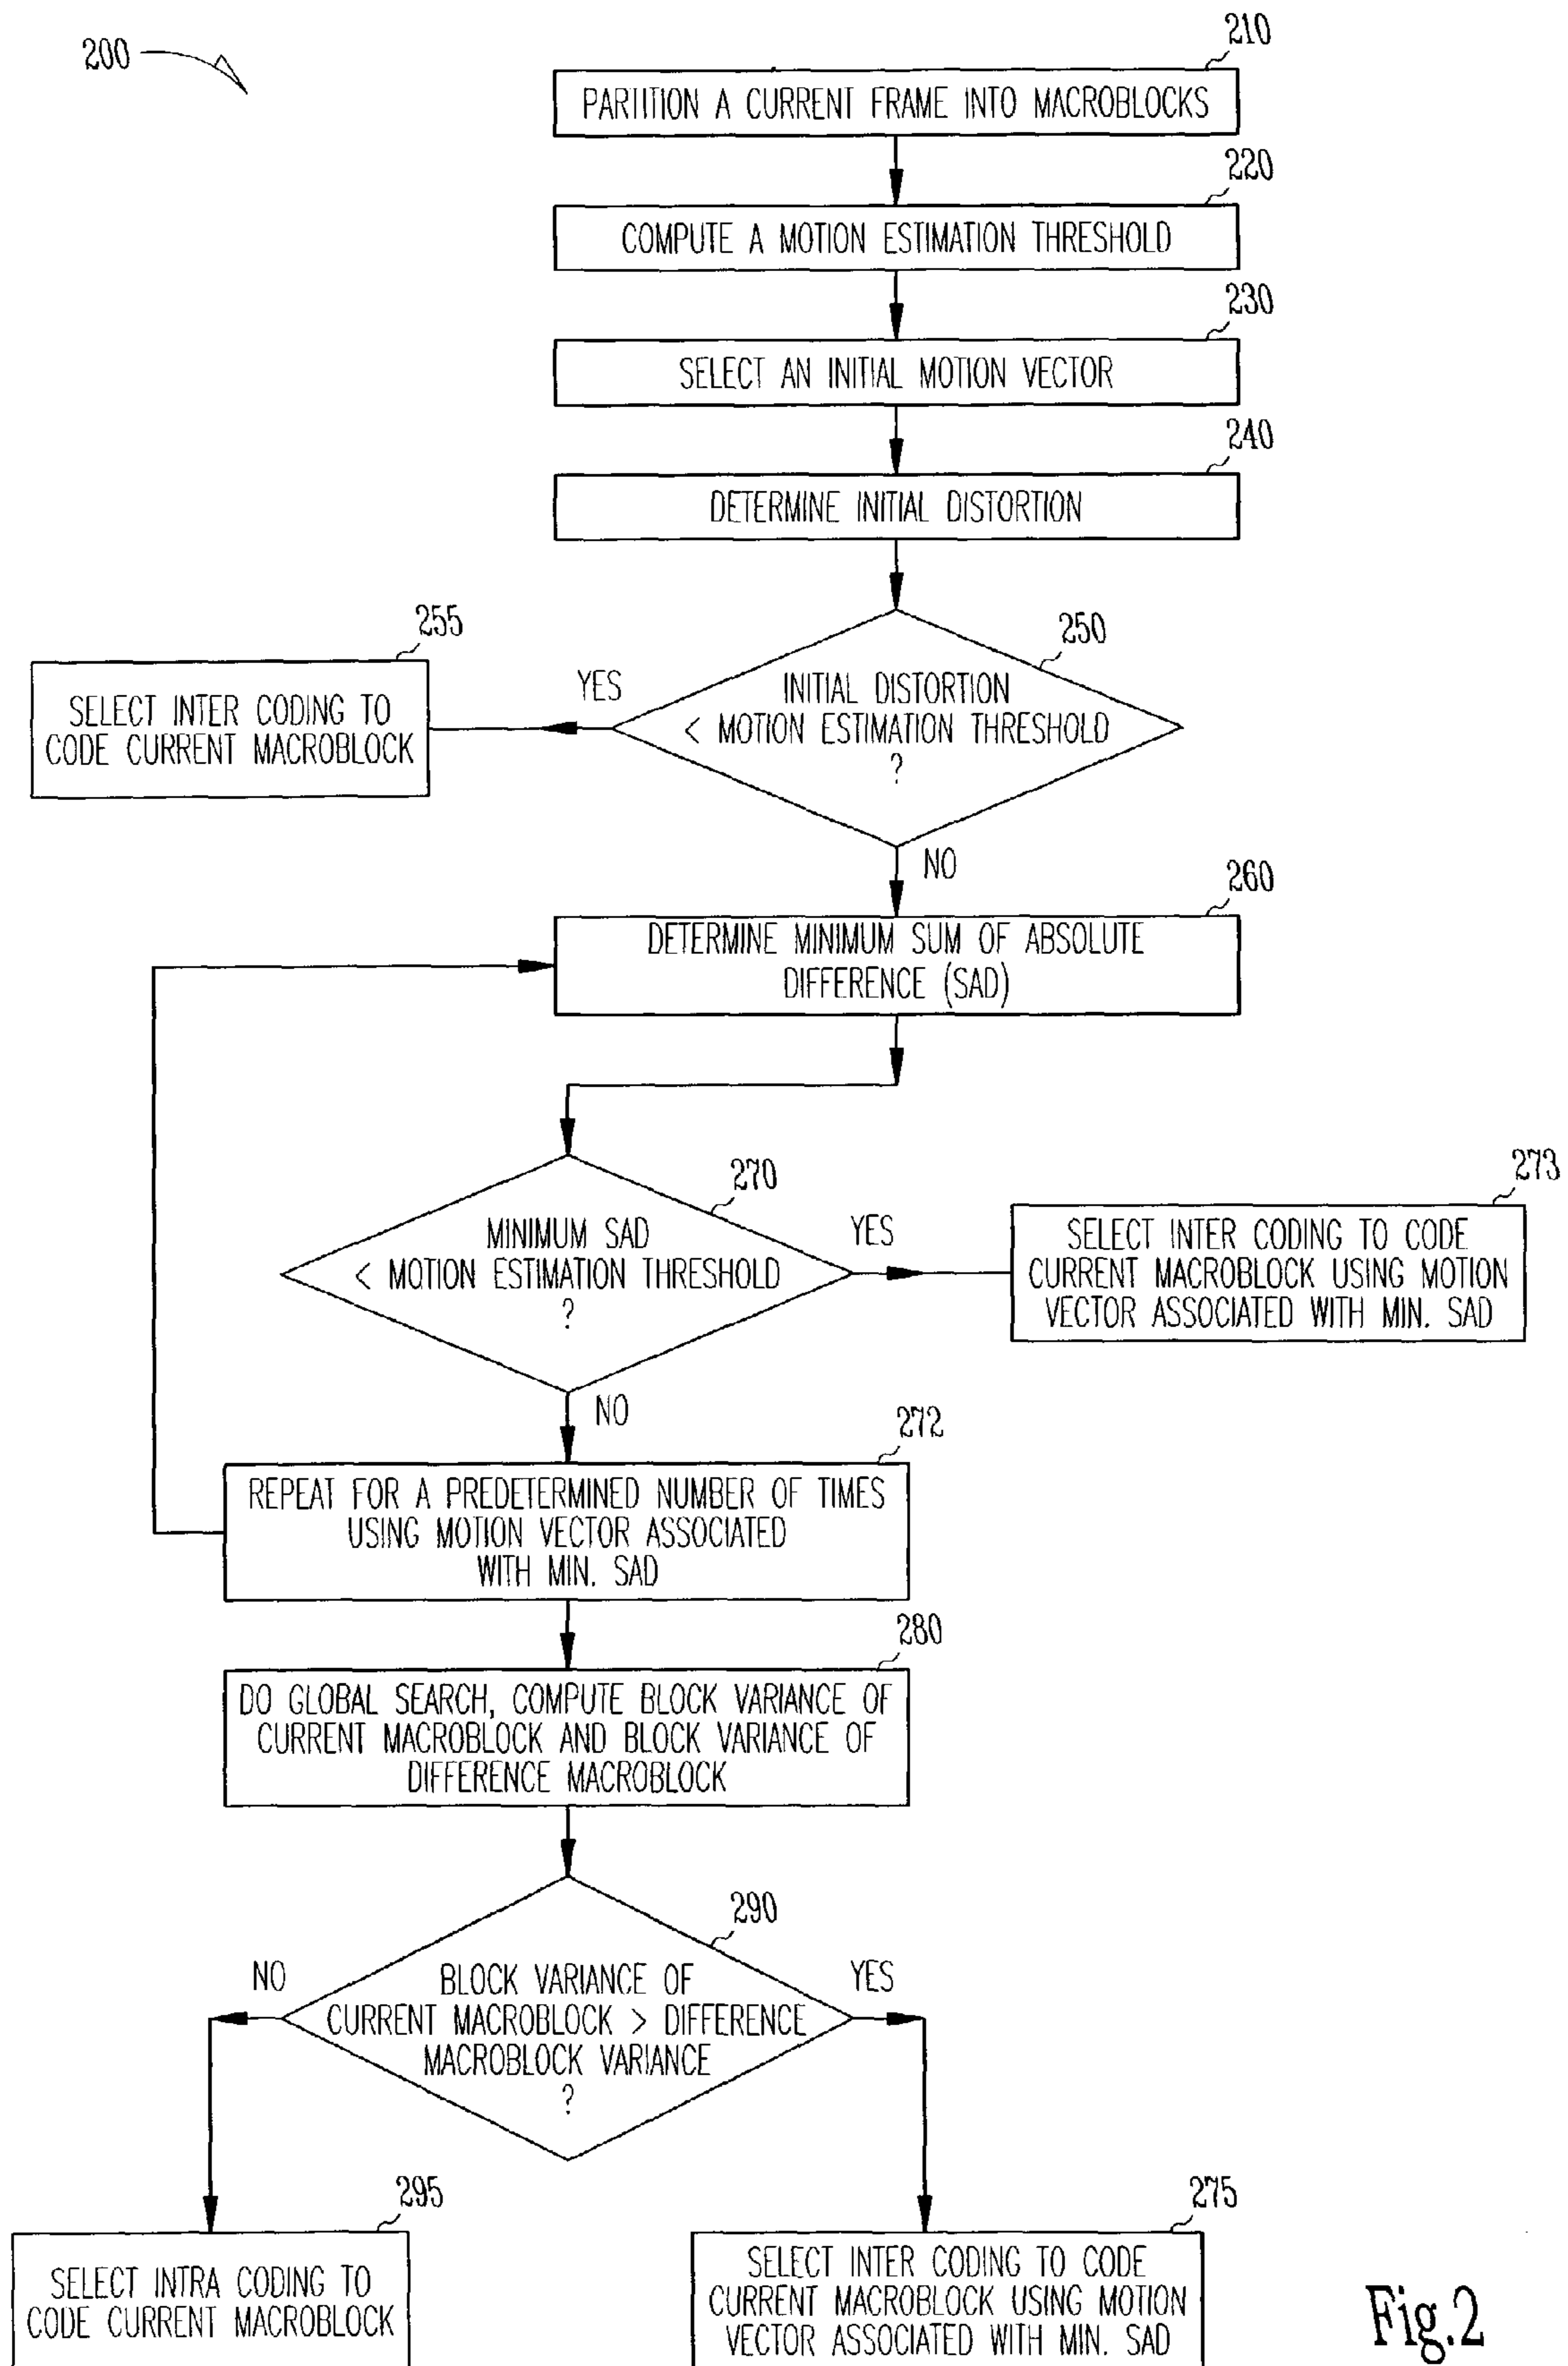 200
210
PARTITION A CURRENT FRAME INTO MACROBLOCKS
220
COMPUTE A MOTION ESTIMATION THRESHOLD
230
SELECT AN INITIAL MOTION VECTOR
240
DETERMINE INITIAL DISTORTION
255
SELECT INTER CODING TO
CODE CURRENT MACROBLOCK
YES
250
INITIAL DISTORTION
< MOTION ESTIMATION THRESHOLD
?
NO
260
DETERMINE MINIMUM SUM OF ABSOLUTE
DIFFERENCE (SAD)
270
MINIMUM SAD
< MOTION ESTIMATION THRESHOLD
?
YES
273
SELECT INTER CODING TO CODE
CURRENT MACROBLOCK USING MOTION
VECTOR ASSOCIATED WITH MIN. SAD
NO
272
REPEAT FOR A PREDETERMINED NUMBER OF TIMES
USING MOTION VECTOR ASSOCIATED
WITH MIN. SAD
280
DO GLOBAL SEARCH, COMPUTE BLOCK VARIANCE OF
CURRENT MACROBLOCK AND BLOCK VARIANCE OF
DIFFERENCE MACROBLOCK
290
NO
BLOCK VARIANCE OF
CURRENT MACROBLOCK > DIFFERENCE
MACROBLOCK VARIANCE
?
YES
295
SELECT INTRA CODING TO
CODE CURRENT MACROBLOCK
275
SELECT INTER CODING TO CODE
CURRENT MACROBLOCK USING MOTION
VECTOR ASSOCIATED WITH MIN. SAD
Fig.2